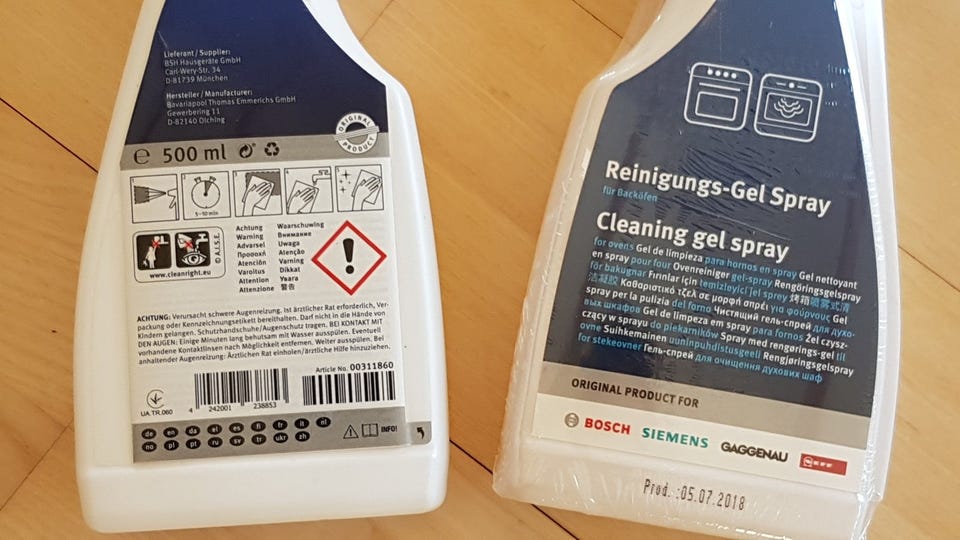 Lieferant / Supplier:
BSH Hausgeräte GmbH
Carl-Wery-Str. 34
D-81739 München
Hersteller / Manufacturer:
Bavariapool Thomas Emmerichs GmbH
Gewerbering 11
D-82140 Olching
ORIGINAL PRODUCT
e 500 ml
5–10 min
www.cleanright.eu
© A.I.S.E.
Achtung Waarschuwing
Warning Внимание
Advarsel Uwaga
Προσοχή Atenção
Atención Varning
Varoitus Dikkat
Attention Увага
Attenzione 警告
ACHTUNG: Verursacht schwere Augenreizung. Ist ärztlicher Rat erforderlich, Ver-
packung oder Kennzeichnungsetikett bereithalten. Darf nicht in die Hände von
Kindern gelangen. Schutzhandschuhe/Augenschutz tragen. BEI KONTAKT MIT
DEN AUGEN: Einige Minuten lang behutsam mit Wasser ausspülen. Eventuell
vorhandene Kontaktlinsen nach Möglichkeit entfernen. Weiter ausspülen. Bei
anhaltender Augenreizung: Ärztlichen Rat einholen/ärztliche Hilfe hinzuziehen.
Article No. 00311860
UA.TR.060
4 242001 238853
de en da el es fi fr it nl
no pl pt ru sv tr ukr zh
INFO!
Reinigungs-Gel Spray
für Backöfen
Cleaning gel spray
for ovens Gel de limpieza para hornos en spray Gel nettoyant
en spray pour four Ovenreiniger gel-spray Rengöringsgelspray
för bakugnar Fırınlar için temizleyici jel sprey 烤箱喷雾式清
洁凝胶 Καθαριστικό τζελ σε μορφή σπρέι για φούρνους Gel
spray per la pulizia del forno Чистящий гель-спрей для духо-
вых шкафов Gel de limpeza em spray para fornos Żel czysz-
czący w sprayu do piekarników Spray med rengørings-gel til
ovne Suihkemainen uuninpuhdistusgeeli Rengjøringsgelspray
for stekeovner Гель-спрей для очищення духових шаф
ORIGINAL PRODUCT FOR
BOSCH SIEMENS GAGGENAU NEFF
Prod. :05.07.2018